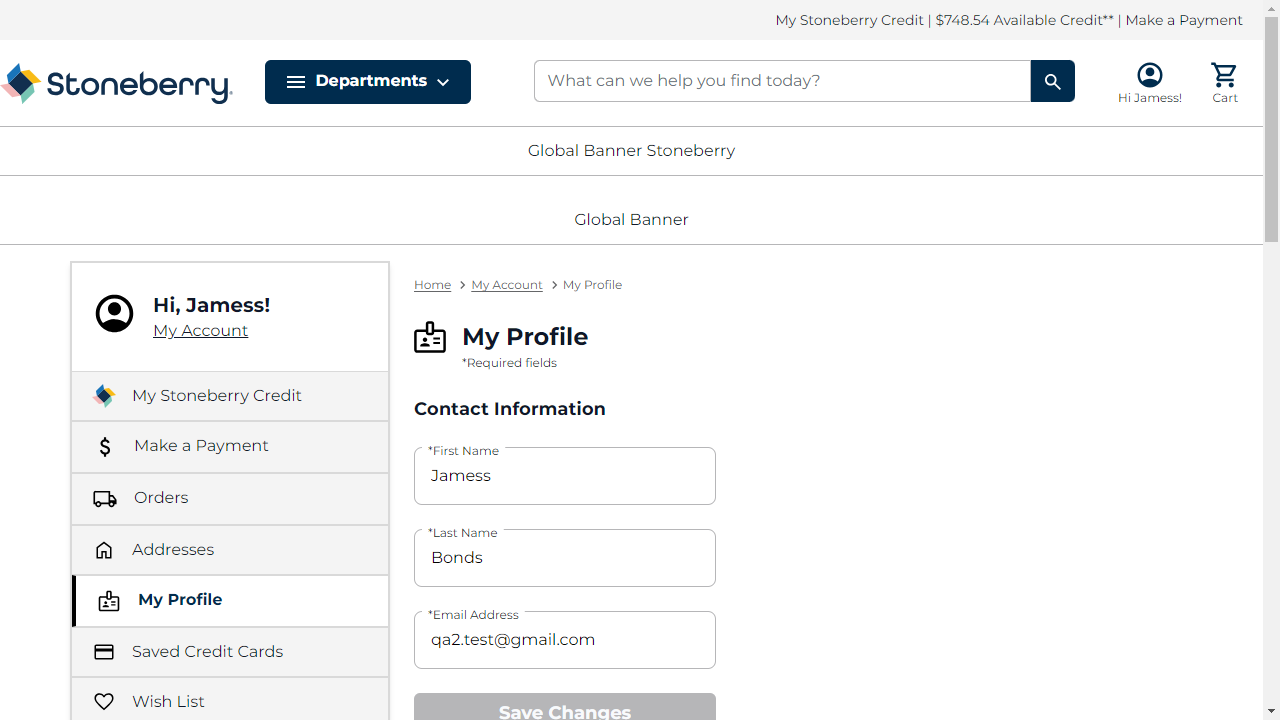 My Stoneberry Credit | $748.54 Available Credit** | Make a Payment
Stoneberry.
Departments
What can we help you find today?
Hi Jamess!
Cart
Global Banner Stoneberry
Global Banner
Hi, Jamess!
My Account
My Stoneberry Credit
Make a Payment
Orders
Addresses
My Profile
Saved Credit Cards
Wish List
Home > My Account > My Profile
My Profile
*Required fields
Contact Information
*First Name
Jamess
*Last Name
Bonds
*Email Address
qa2.test@gmail.com
Save Changes